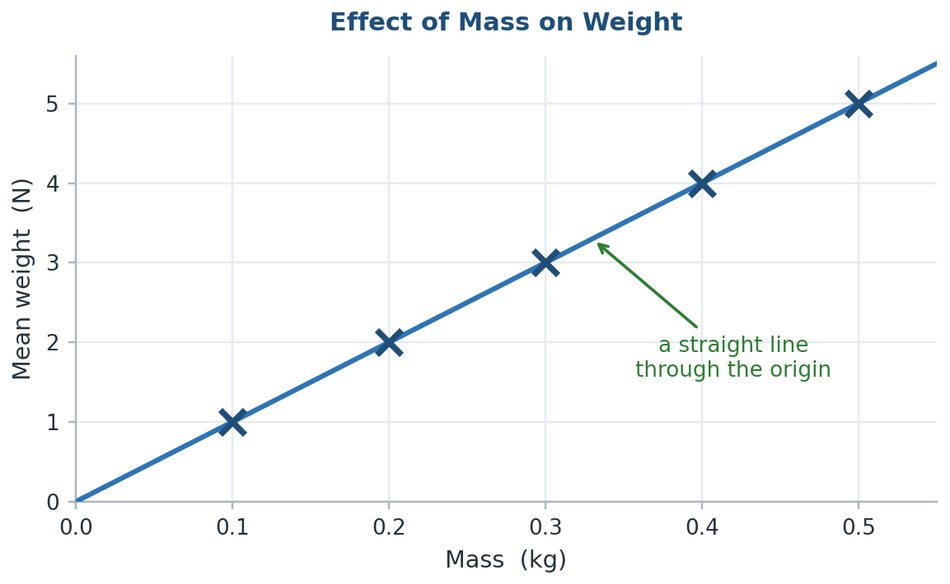 Effect of Mass on Weight
Mean weight (N)
5
4
3
2
1
0
a straight line
through the origin
0.0 0.1 0.2 0.3 0.4 0.5
Mass (kg)